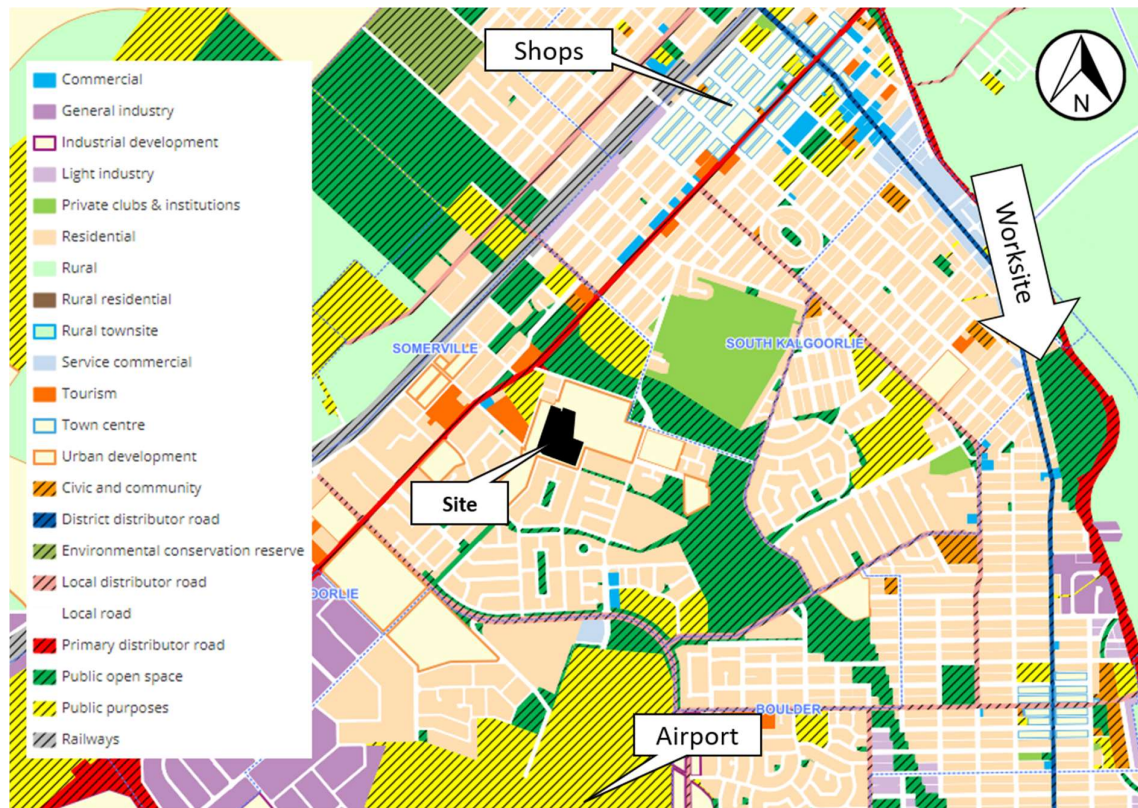 Shops
N
Commercial
General industry
Industrial development
Light industry
Private clubs & institutions
Residential
Rural
Rural residential
Rural townsite
Service commercial
Tourism
Town centre
Urban development
Civic and community
District distributor road
Environmental conservation reserve
Local distributor road
Local road
Primary distributor road
Public open space
Public purposes
Railways
Worksite
SOMERVILLE
SOUTH KALGOORLIE
Site
OORLIE
BOULDER
Airport